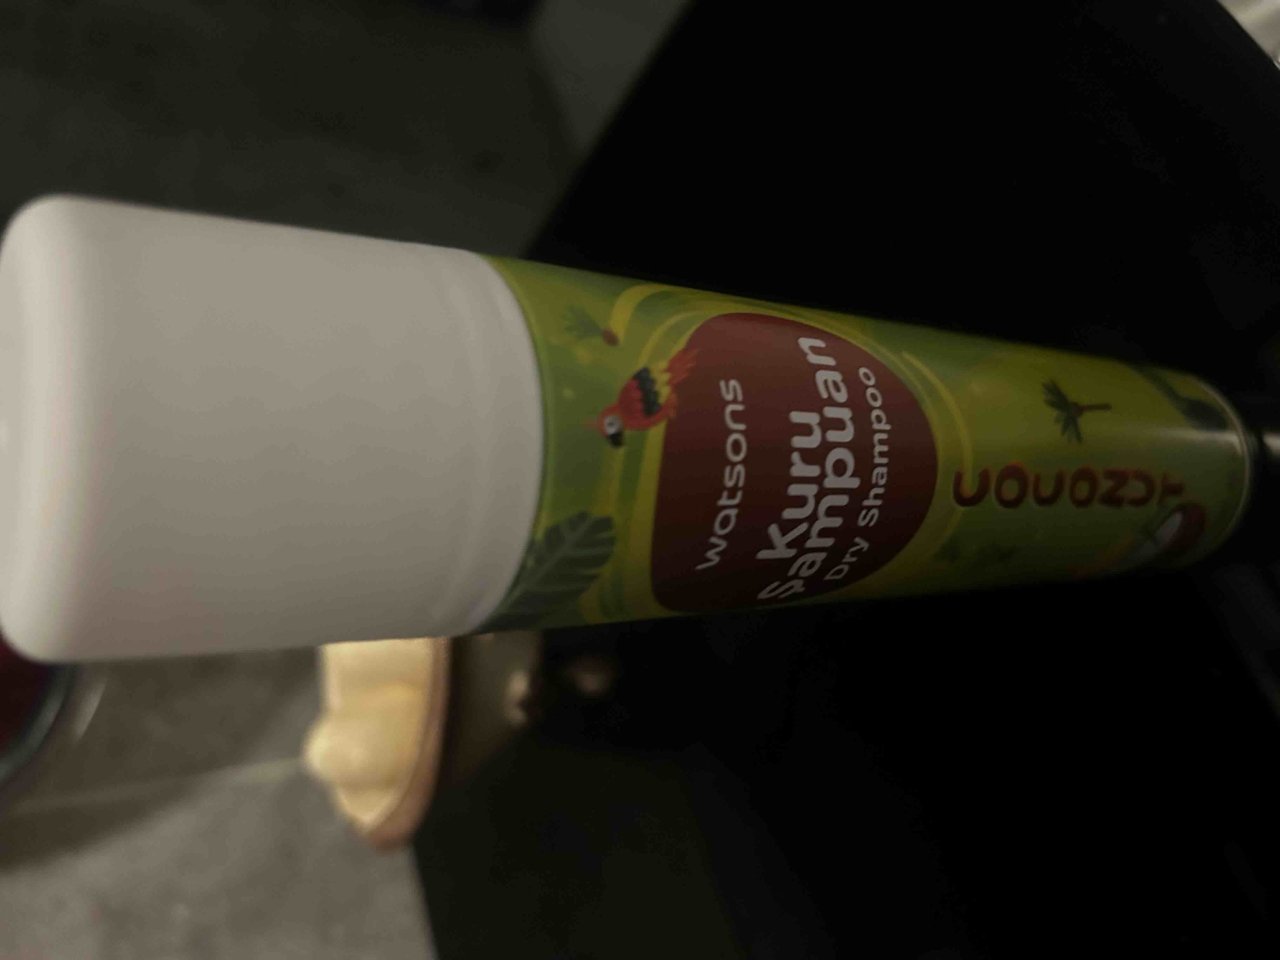 watsons
Kuru
Şampuan
Dry Shampoo
COCONUT